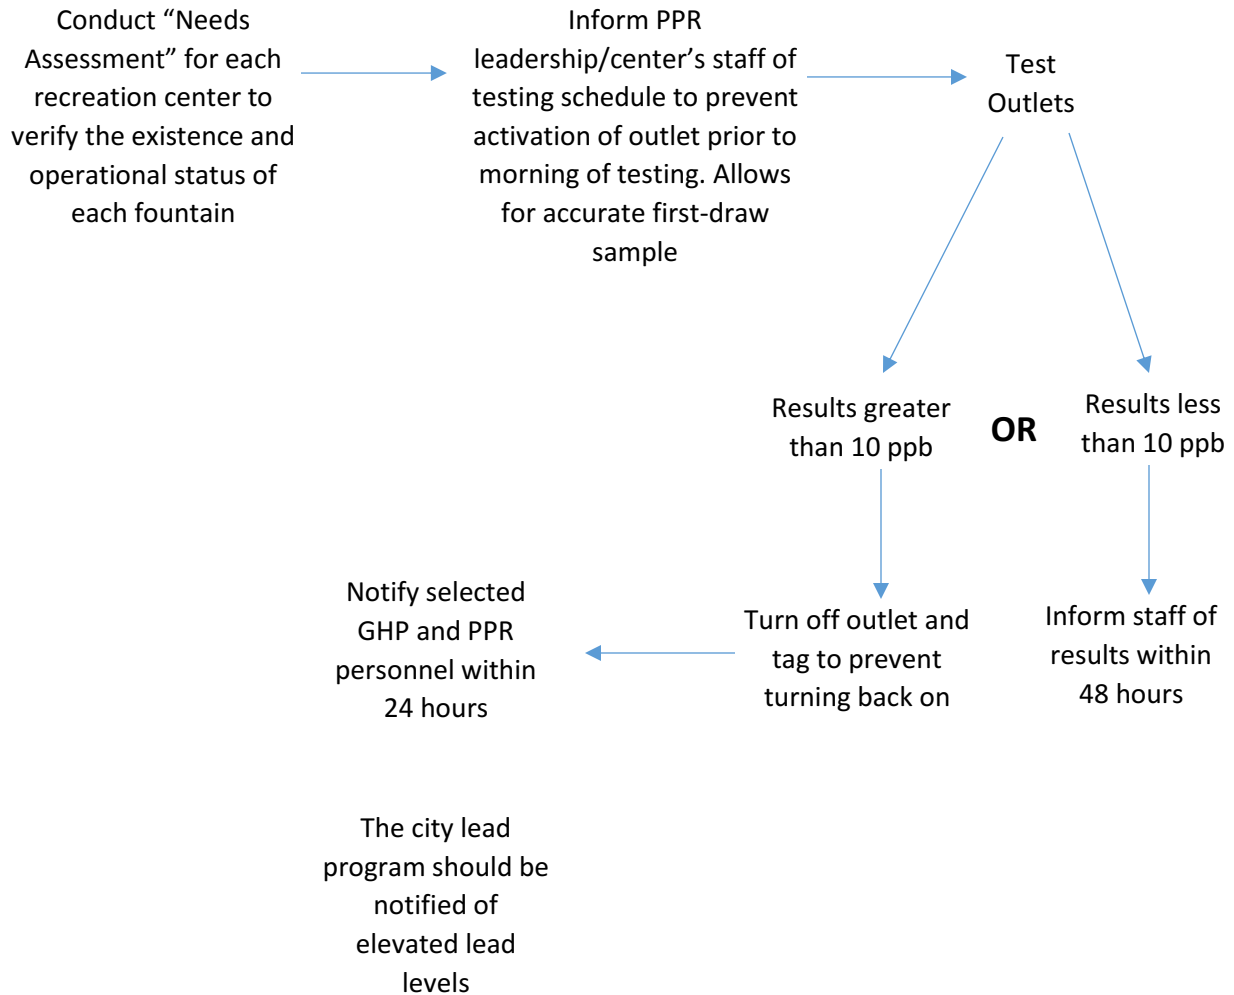 Conduct “Needs
Assessment” for each
recreation center to
verify the existence and
operational status of
each fountain
Inform PPR
leadership/center’s staff of
testing schedule to prevent
activation of outlet prior to
morning of testing. Allows
for accurate first-draw
sample
Test
Outlets
Results greater
than 10 ppb
OR
Results less
than 10 ppb
Notify selected
GHP and PPR
personnel within
24 hours
Turn off outlet and
tag to prevent
turning back on
Inform staff of
results within
48 hours
The city lead
program should be
notified of
elevated lead
levels